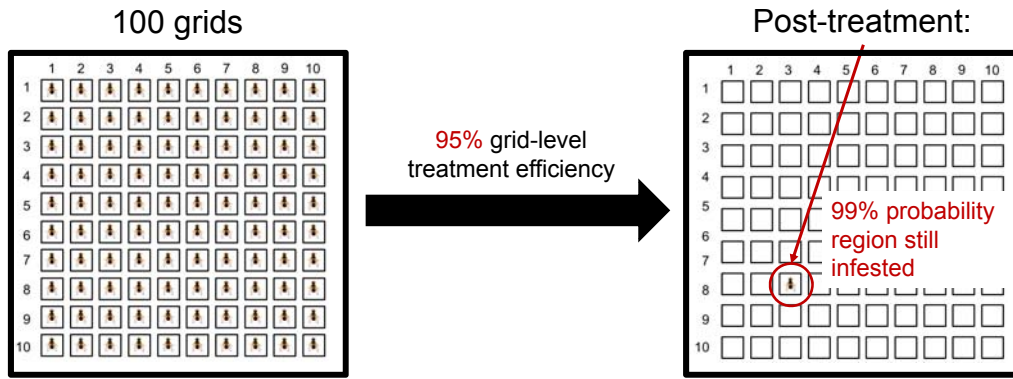 100 grids
1 2 3 4 5 6 7 8 9 10
1
2
3
4
5
6
7
8
9
10
95% grid-level
treatment efficiency
Post-treatment:
1 2 3 4 5 6 7 8 9 10
1
2
3
4
5
6
7
8
9
10
99% probability
region still
infested